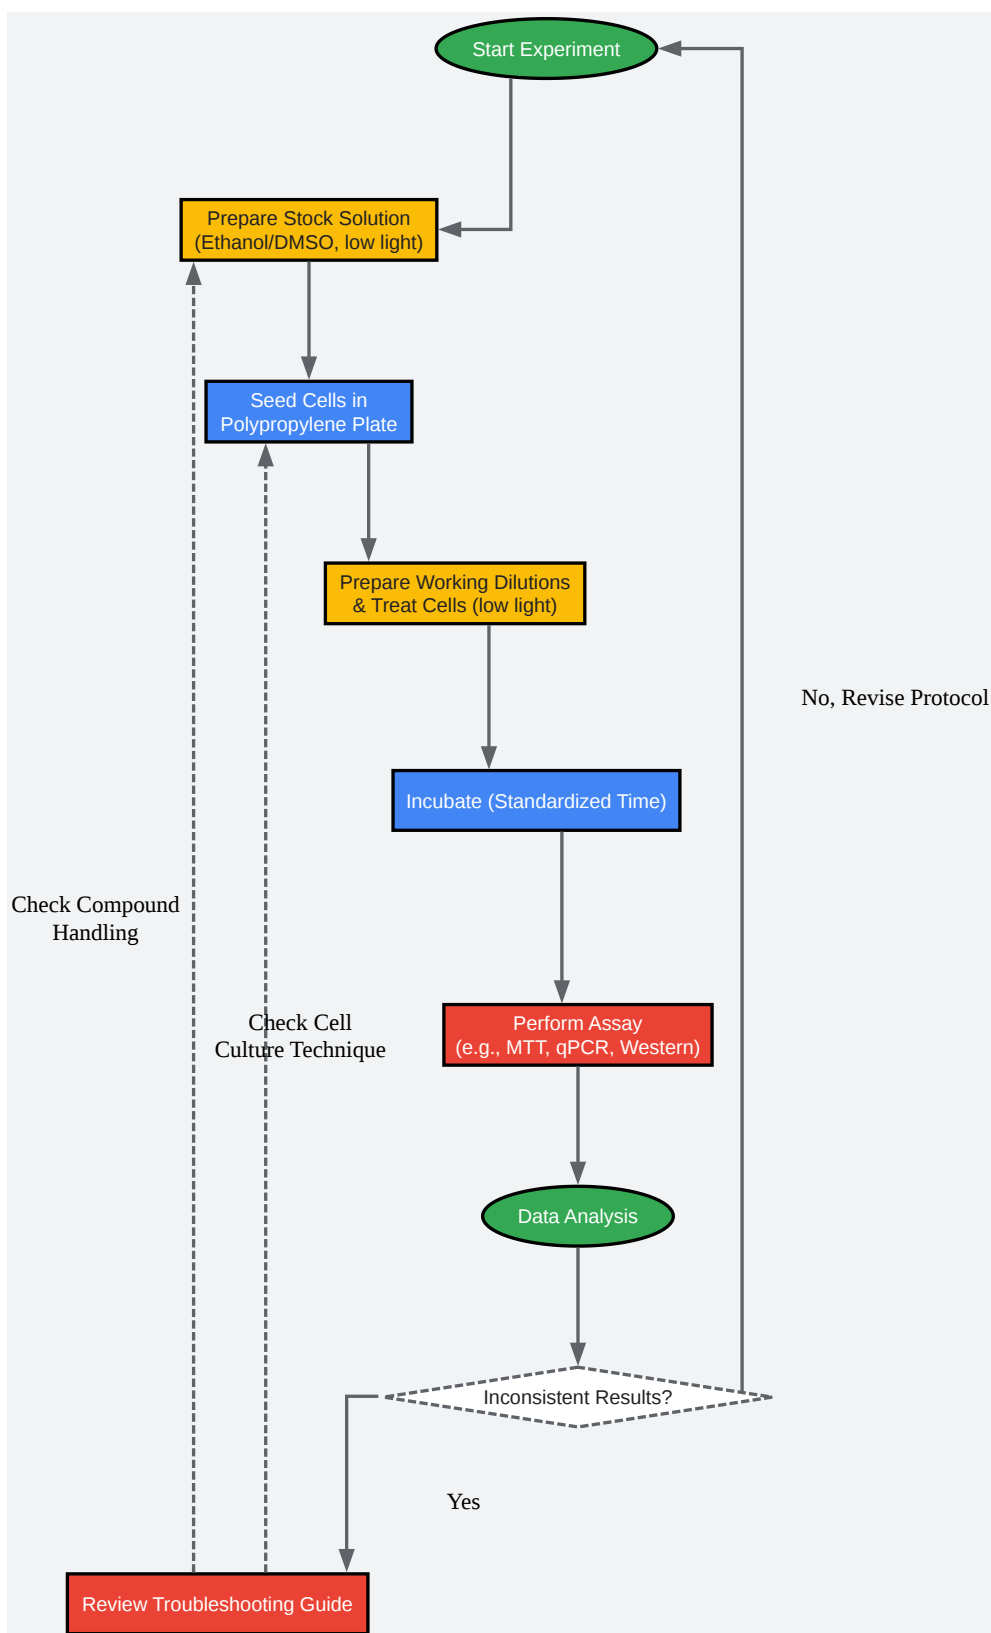 Start Experiment
Prepare Stock Solution
(Ethanol/DMSO, low light)
Seed Cells in
Polypropylene Plate
Prepare Working Dilutions
& Treat Cells (low light)
No, Revise Protocol
Incubate (Standardized Time)
Check Compound
Handling
Check Cell
Culture Technique
Perform Assay
(e.g., MTT, qPCR, Western)
Data Analysis
Inconsistent Results?
Yes
Review Troubleshooting Guide